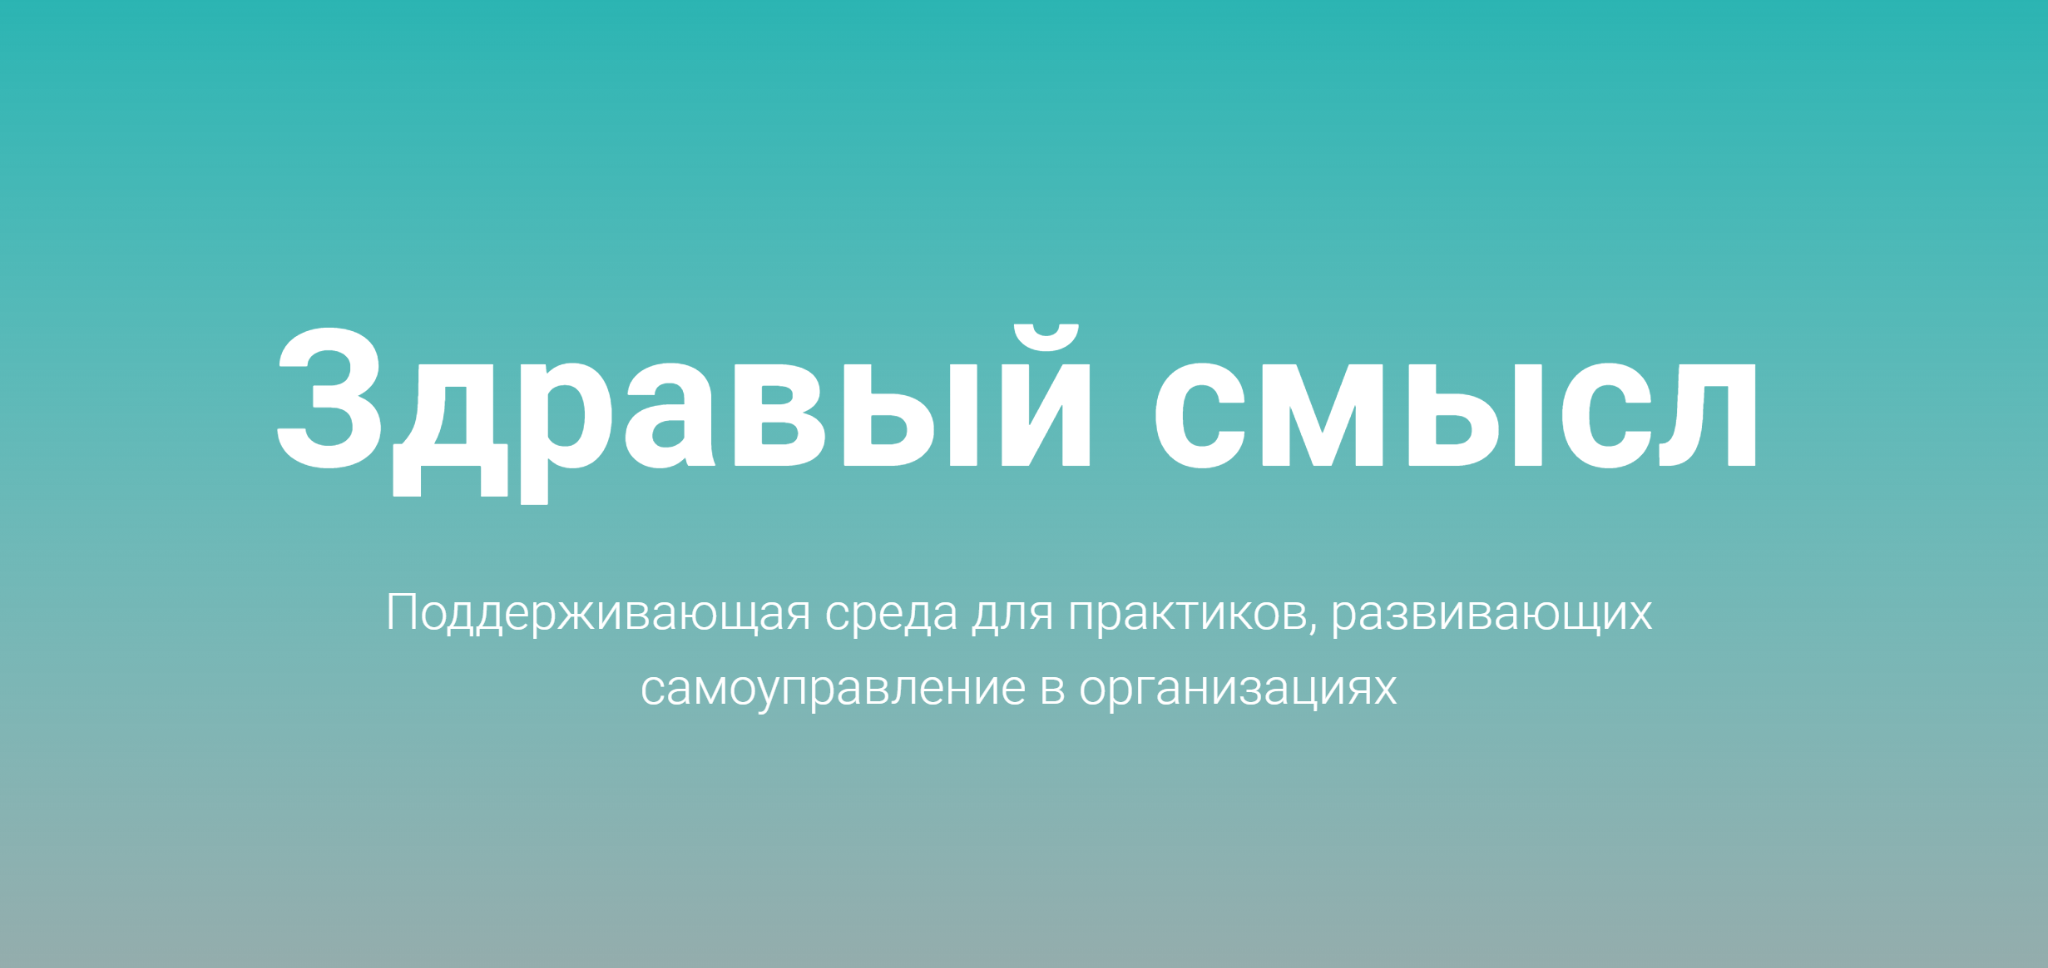 Здравый смысл
Поддерживающая среда для практиков, развивающих
самоуправление в организациях